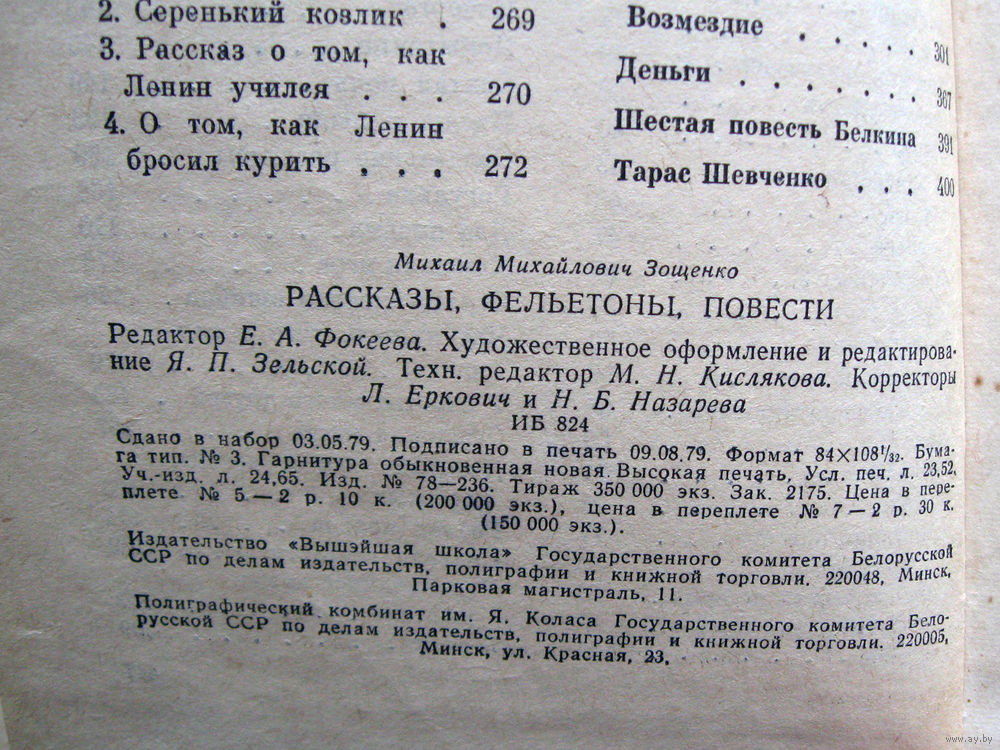 2. Серенький козлик . 269
3. Рассказ о том, как
Ленин учился . . . 270
4. О том, как Ленин
бросил курить . . . 272
Возмездие . . . . . 301
Деньги . . . . . . . 367
Шестая повесть Белкина 391
Тарас Шевченко . . . 400
Михаил Михайлович Зощенко
РАССКАЗЫ, ФЕЛЬЕТОНЫ, ПОВЕСТИ
Редактор Е. А. Фокеева. Художественное оформление и редактирова-
ние Я. П. Зельской. Техн. редактор М. Н. Кислякова. Корректоры
Л. Еркович и Н. Б. Назарева
ИБ 824
Сдано в набор 03.05.79. Подписано в печать 09.08.79. Формат 84×108¹/₃₂. Бума-
га тип. № 3. Гарнитура обыкновенная новая. Высокая печать. Усл. печ. л. 23,52.
Уч.-изд. л. 24,65. Изд. № 78—236. Тираж 350 000 экз. Зак. 2175. Цена в пере-
плете № 5—2 р. 10 к. (200 000 экз.), цена в переплете № 7—2 р. 30 к.
(150 000 экз.).
Издательство «Вышэйшая школа» Государственного комитета Белорусской
ССР по делам издательств, полиграфии и книжной торговли. 220048, Минск,
Парковая магистраль, 11.
Полиграфический комбинат им. Я. Коласа Государственного комитета Бело-
русской ССР по делам издательств, полиграфии и книжной торговли. 220005,
Минск, ул. Красная, 23.
www.ay.by